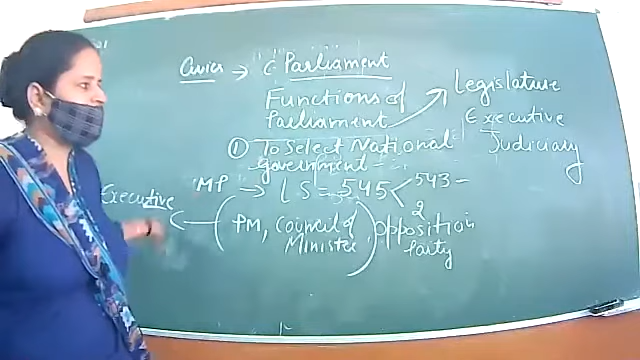 Civics → Parliament
Functions of
Parliament
Legislature
Executive
Judiciary
① To Select National
government
"MP" → LS = 545 < 543 -
2
Executive
(PM, Council of
Minister) opposition
Party